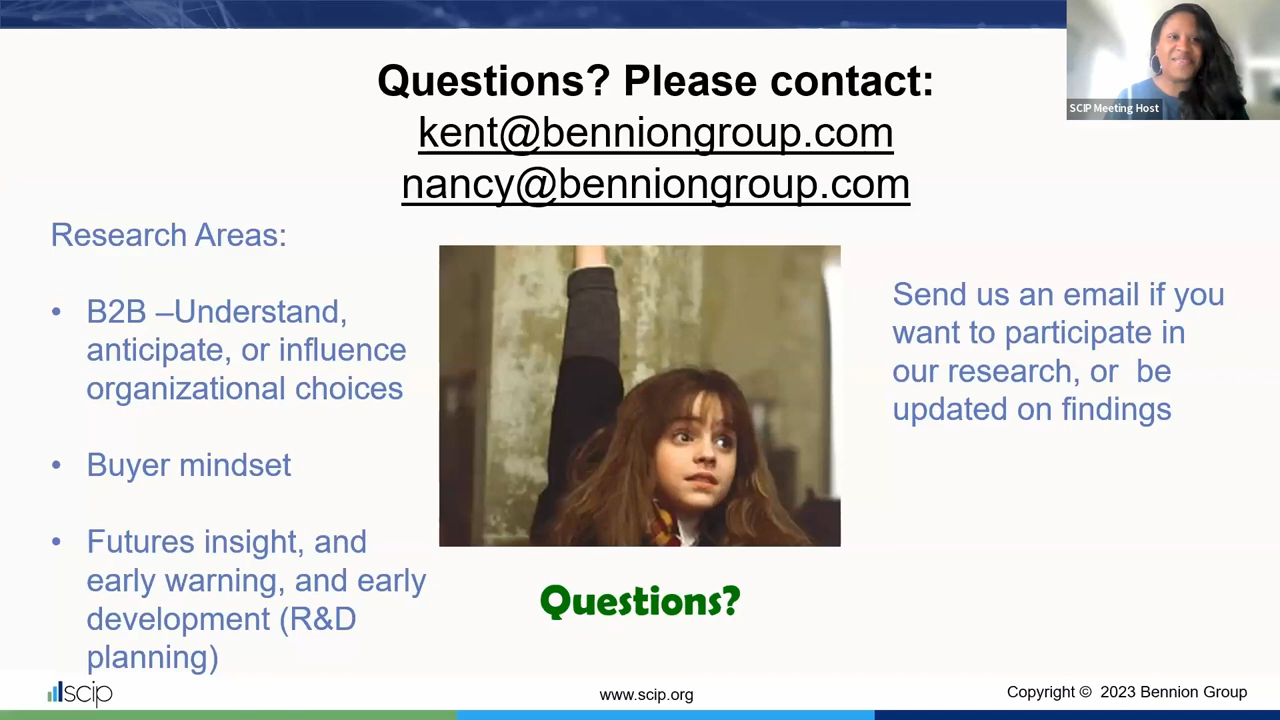 Questions? Please contact:
kent@benniongroup.com
nancy@benniongroup.com
SCIP Meeting Host
Research Areas:
• B2B –Understand,
anticipate, or influence
organizational choices
• Buyer mindset
• Futures insight, and
early warning, and early
development (R&D
planning)
Send us an email if you
want to participate in
our research, or  be
updated on findings
Questions?
scip
www.scip.org
Copyright ©  2023 Bennion Group